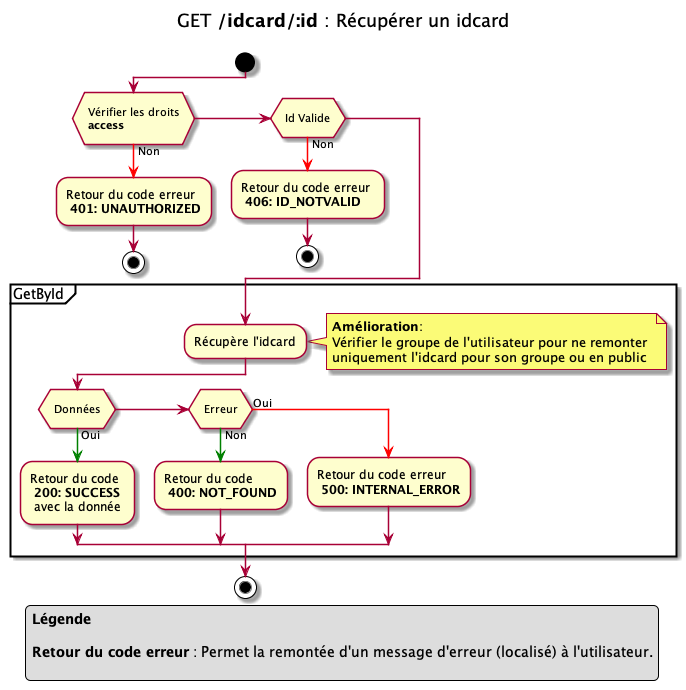 GET /idcard/:id : Récupérer un idcard
Vérifier les droits
access
Non
Id Valide
Non
Retour du code erreur
401: UNAUTHORIZED
Retour du code erreur
406: ID_NOTVALID
GetById
Récupère l'idcard
Amélioration:
Vérifier le groupe de l'utilisateur pour ne remonter
uniquement l'idcard pour son groupe ou en public
Données
Oui
Erreur
Oui
Non
Retour du code
200: SUCCESS
avec la donnée
Retour du code
400: NOT_FOUND
Retour du code erreur
500: INTERNAL_ERROR
Légende
Retour du code erreur : Permet la remontée d'un message d'erreur (localisé) à l'utilisateur.